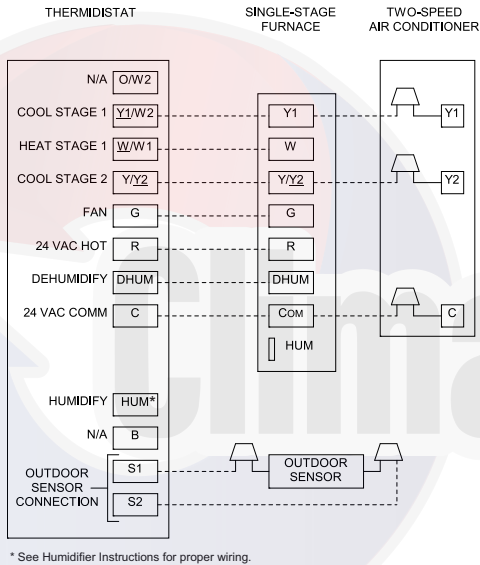 THERMIDISTAT
SINGLE-STAGE
FURNACE
TWO-SPEED
AIR CONDITIONER
N/A O/W2
COOL STAGE 1 Y1/W2 Y1 Y1
HEAT STAGE 1 W/W1 W
COOL STAGE 2 Y/Y2 Y/Y2 Y2
FAN G G
24 VAC HOT R R
DEHUMIDIFY DHUM DHUM
24 VAC COMM C COM C
HUM
HUMIDIFY HUM*
N/A B
OUTDOOR
SENSOR
CONNECTION
S1
S2
OUTDOOR
SENSOR
* See Humidifier Instructions for proper wiring.
Clima